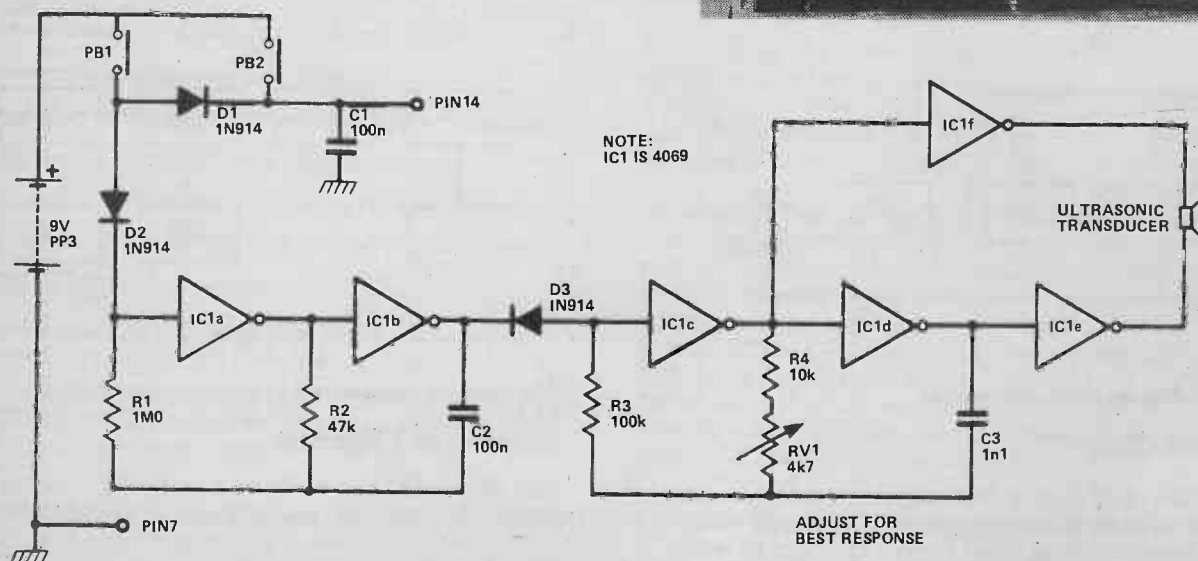 PB1
PB2
D1
1N914
PIN14
C1
100n
NOTE:
IC1 IS 4069
IC1f
ULTRASONIC
TRANSDUCER
+
9V
PP3
D2
1N914
IC1a
IC1b
D3
IN914
IC1c
IC1d
IC1e
R1
1M0
R2
47k
C2
100n
R3
100k
R4
10k
RV1
4k7
C3
1n1
PIN7
ADJUST FOR
BEST RESPONSE